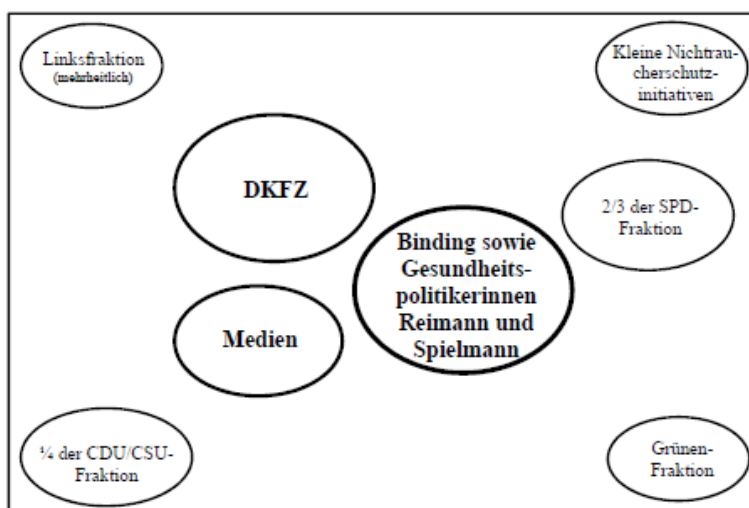 Linksfraktion
(mehrheitlich)
Kleine Nichtrau-
cherschutz-
initiativen
DKFZ
2/3 der SPD-
Fraktion
Binding sowie
Gesundheits-
politikerinnen
Reimann und
Spielmann
Medien
¼ der CDU/CSU-
Fraktion
Grünen-
Fraktion